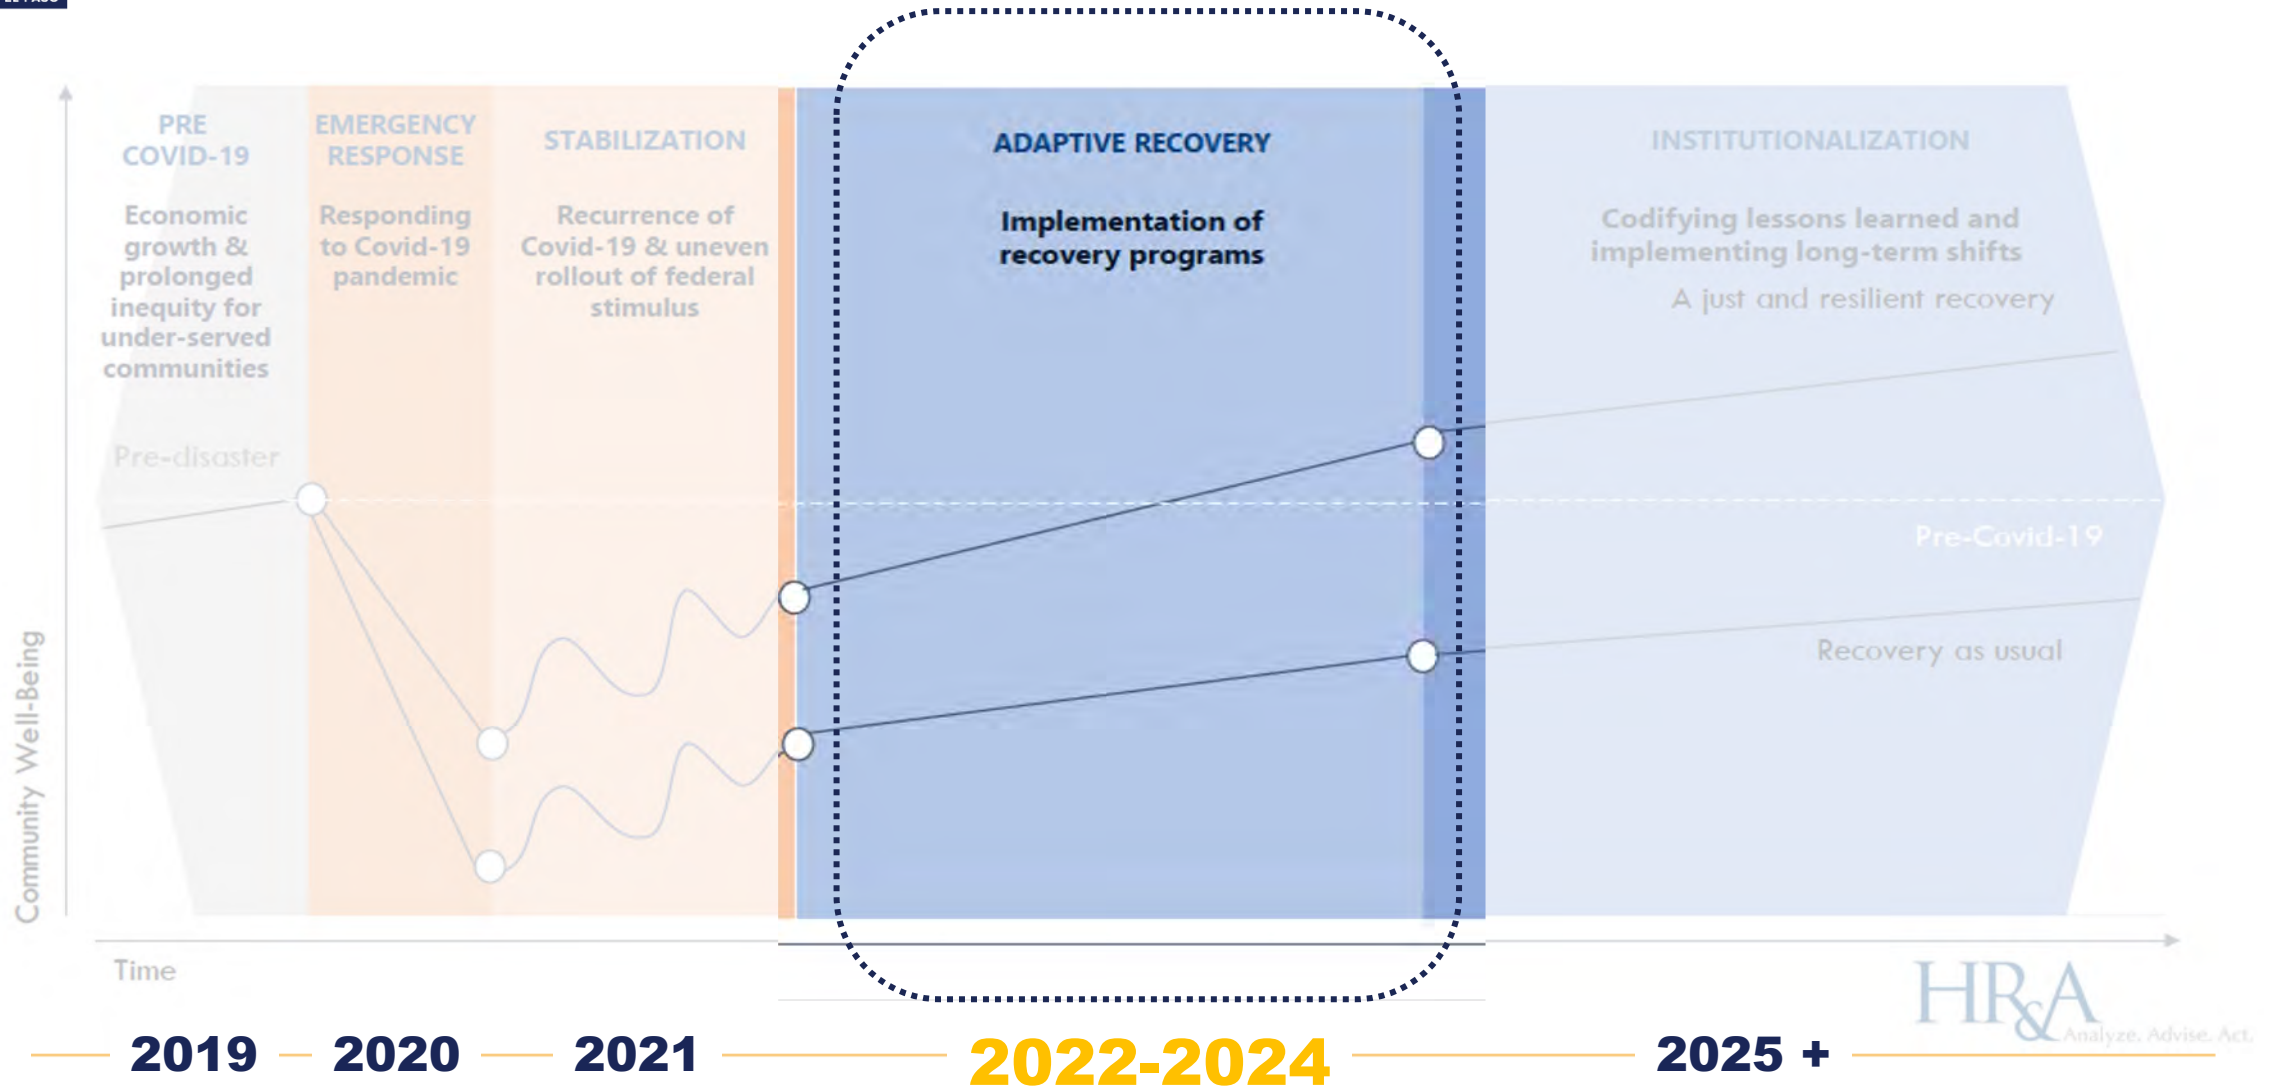 EL PASO
PRE
COVID-19
Economic
growth &
prolonged
inequity for
under-served
communities
EMERGENCY
RESPONSE
Responding
to Covid-19
pandemic
STABILIZATION
Recurrence of
Covid-19 & uneven
rollout of federal
stimulus
ADAPTIVE RECOVERY
Implementation of
recovery programs
INSTITUTIONALIZATION
Codifying lessons learned and
implementing long-term shifts
A just and resilient recovery
Pre-disaster
Pre-Covid-19
Recovery as usual
Community Well-Being
Time
HR&A
Analyze. Advise. Act.
2019
2020
2021
2022-2024
2025 +